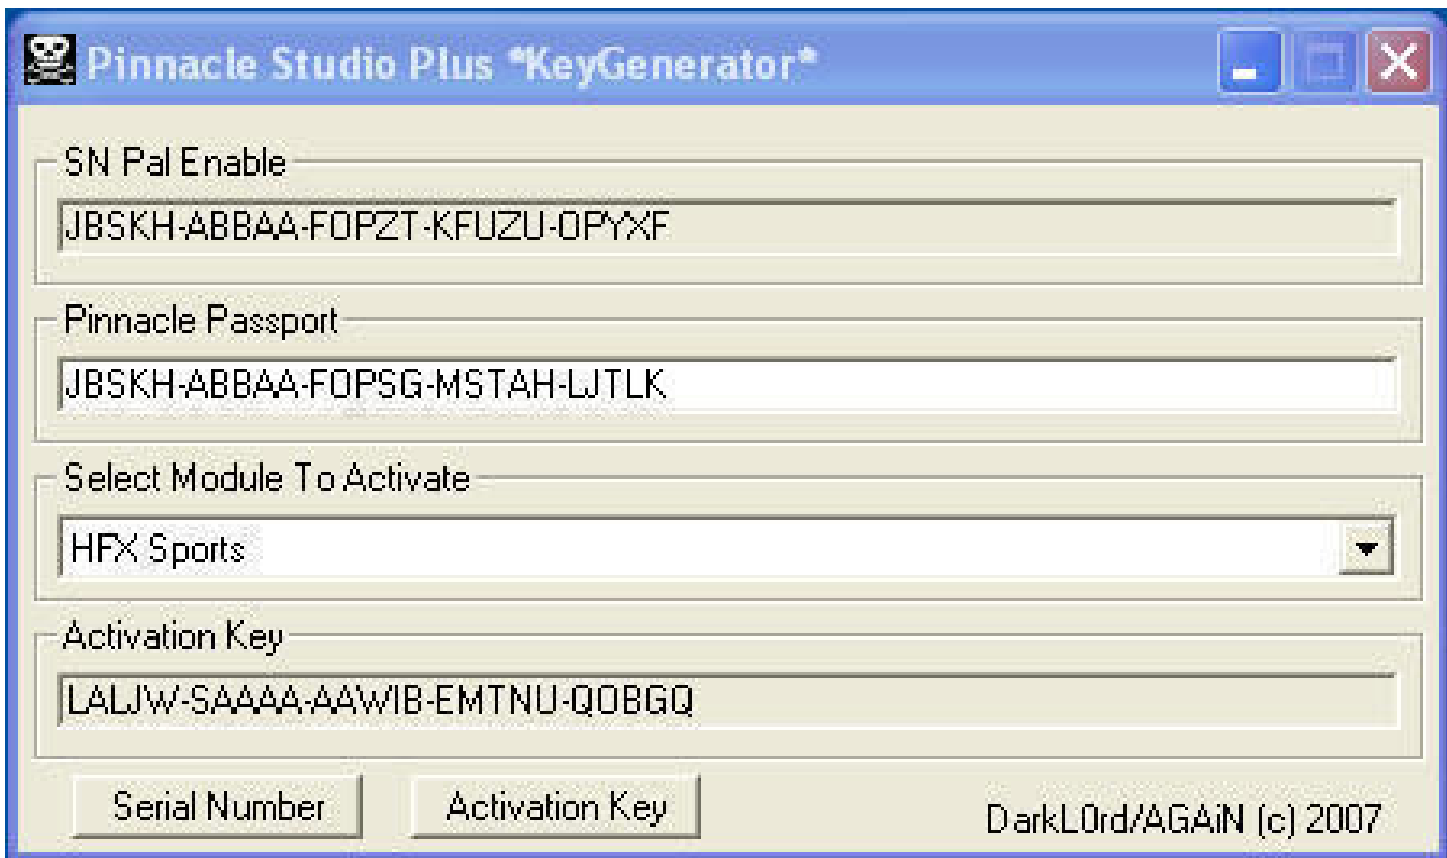 Pinnacle Studio Plus *KeyGenerator*
SN Pal Enable
JBSKH-ABBAA-FOPZT-KFUZU-OPYXF
Pinnacle Passport
JBSKH-ABBAA-FOPSG-MSTAH-LJTLK
Select Module To Activate
HFX Sports
Activation Key
LALJW-SAAAA-AAWIB-EMTNU-QOBGQ
Serial Number
Activation Key
DarkL0rd/AGAiN (c) 2007